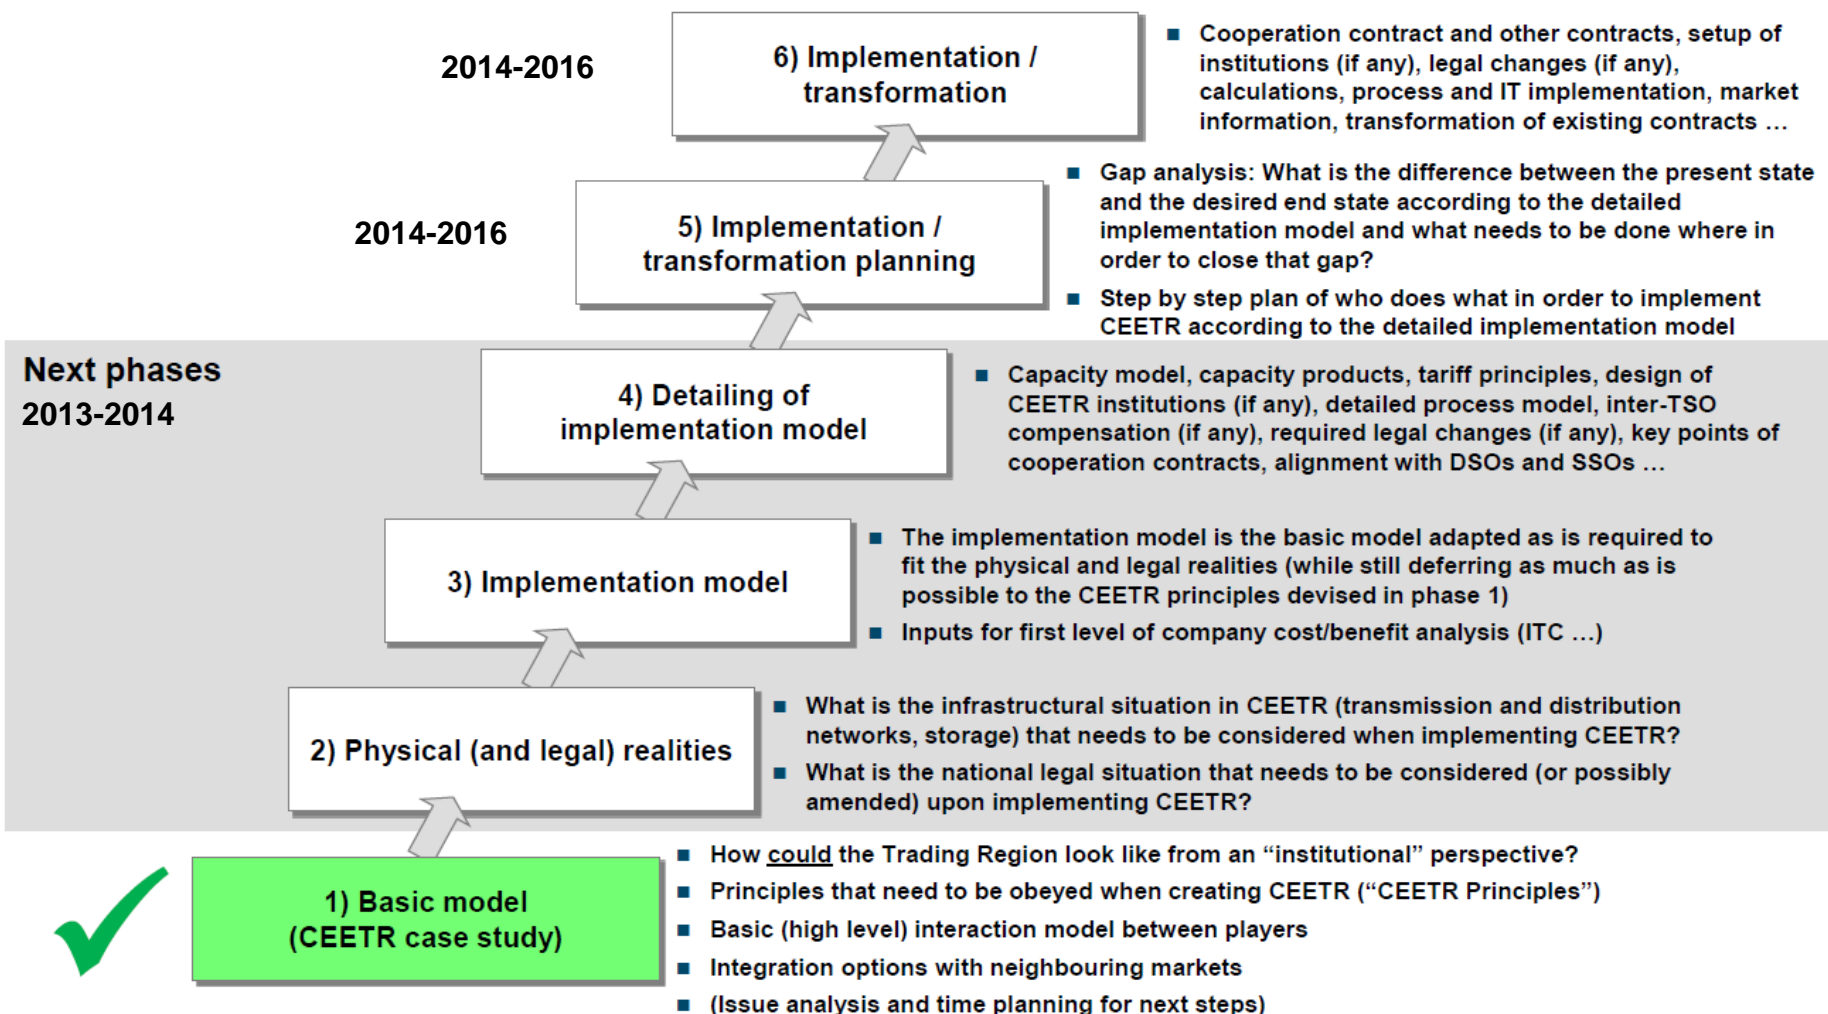 2014-2016
6) Implementation /
transformation
■ Cooperation contract and other contracts, setup of
institutions (if any), legal changes (if any),
calculations, process and IT implementation, market
information, transformation of existing contracts …
2014-2016
5) Implementation /
transformation planning
■ Gap analysis: What is the difference between the present state
and the desired end state according to the detailed
implementation model and what needs to be done where in
order to close that gap?
■ Step by step plan of who does what in order to implement
CEETR according to the detailed implementation model
Next phases
2013-2014
4) Detailing of
implementation model
■ Capacity model, capacity products, tariff principles, design of
CEETR institutions (if any), detailed process model, inter-TSO
compensation (if any), required legal changes (if any), key points of
cooperation contracts, alignment with DSOs and SSOs …
3) Implementation model
■ The implementation model is the basic model adapted as is required to
fit the physical and legal realities (while still deferring as much as is
possible to the CEETR principles devised in phase 1)
■ Inputs for first level of company cost/benefit analysis (ITC …)
2) Physical (and legal) realities
■ What is the infrastructural situation in CEETR (transmission and distribution
networks, storage) that needs to be considered when implementing CEETR?
■ What is the national legal situation that needs to be considered (or possibly
amended) upon implementing CEETR?
1) Basic model
(CEETR case study)
■ How could the Trading Region look like from an “institutional” perspective?
■ Principles that need to be obeyed when creating CEETR (“CEETR Principles”)
■ Basic (high level) interaction model between players
■ Integration options with neighbouring markets
■ (Issue analysis and time planning for next steps)